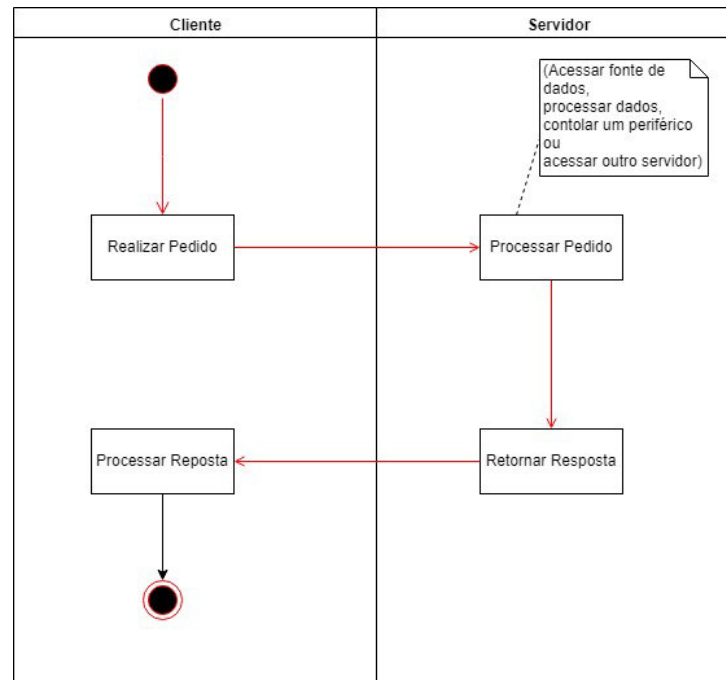 Cliente
Servidor
(Acessar fonte de
dados,
processar dados,
contolar um periférico
ou
acessar outro servidor)
Realizar Pedido
Processar Pedido
Processar Reposta
Retornar Resposta